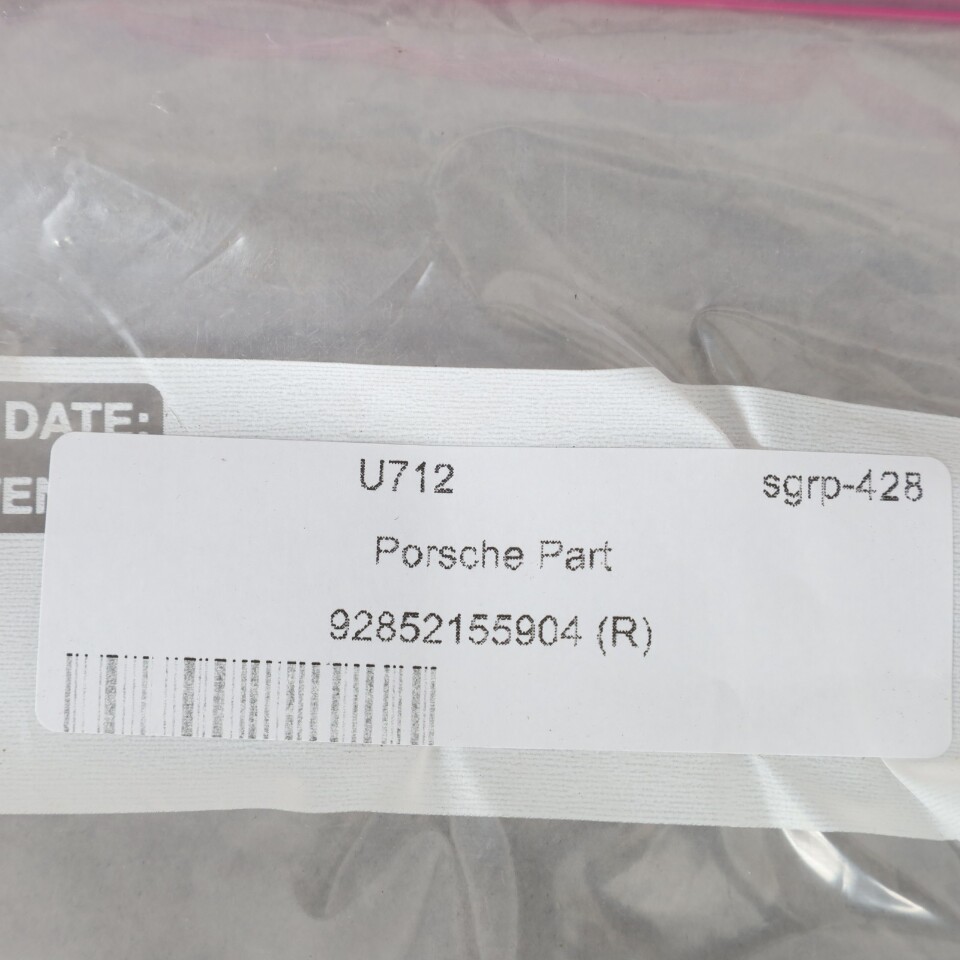 DATE:
U712 sgrp-428
Porsche Part
92852155904 (R)